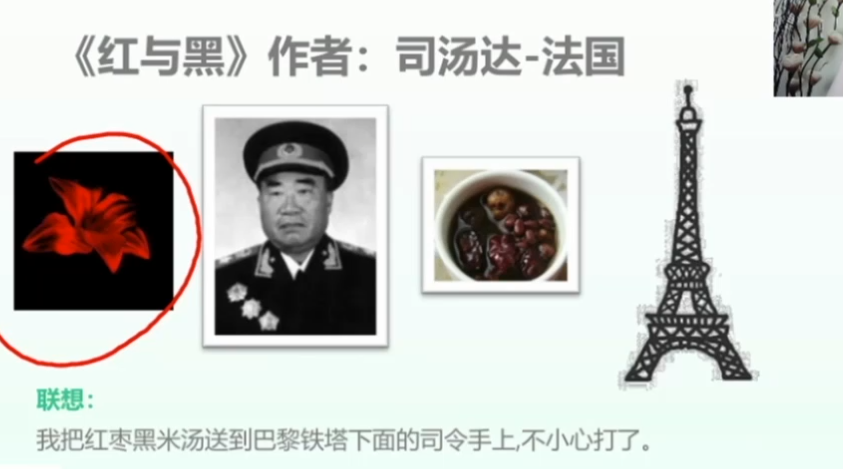 《红与黑》作者：司汤达-法国
联想：
我把红枣黑米汤送到巴黎铁塔下面的司令手上,不小心打了。